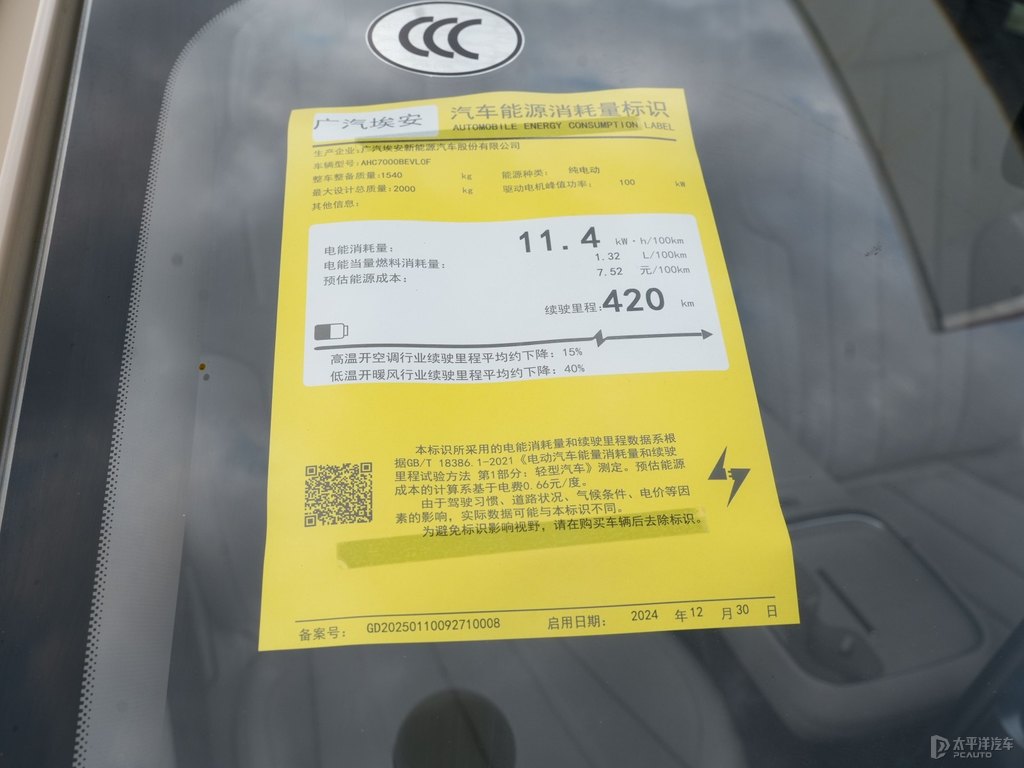 CCC
广汽埃安
汽车能源消耗量标识
AUTOMOBILE ENERGY CONSUMPTION LABEL
生产企业:广汽埃安新能源汽车股份有限公司
车辆型号:AHC7000BEVL0F
整车整备质量:1540 kg 能源种类: 纯电动
最大设计总质量:2000 kg 驱动电机峰值功率: 100 kW
其他信息:
电能消耗量: 11.4 kW·h/100km
电能当量燃料消耗量: 1.32 L/100km
预估能源成本: 7.52 元/100km
续驶里程:420 km
高温开空调行业续驶里程平均约下降: 15%
低温开暖风行业续驶里程平均约下降: 40%
本标识所采用的电能消耗量和续驶里程数据系根
据GB/T 18386.1-2021《电动汽车能量消耗量和续驶
里程试验方法 第1部分: 轻型汽车》测定。预估能源
成本的计算系基于电费0.66元/度。
由于驾驶习惯、道路状况、气候条件、电价等因
素的影响, 实际数据可能与本标识不同。
为避免标识影响视野, 请在购买车辆后去除标识。
备案号: GD20250110092710008 启用日期: 2024 年 12 月 30 日
太平洋汽车
PCAUTO